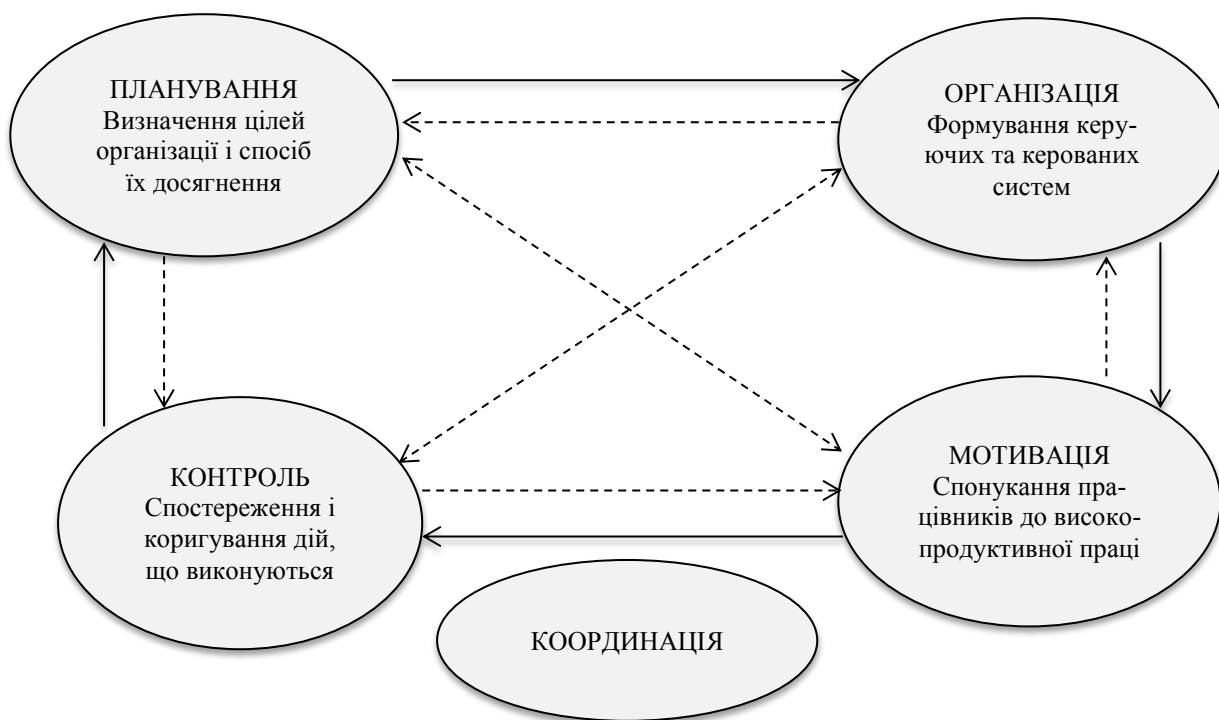 ПЛАНУВАННЯ
Визначення цілей
організації і спосіб
їх досягнення
ОРГАНІЗАЦІЯ
Формування керу-
ючих та керованих
систем
КОНТРОЛЬ
Спостереження і
коригування дій,
що виконуються
МОТИВАЦІЯ
Спонукання пра-
цівників до високо-
продуктивної праці
КООРДИНАЦІЯ